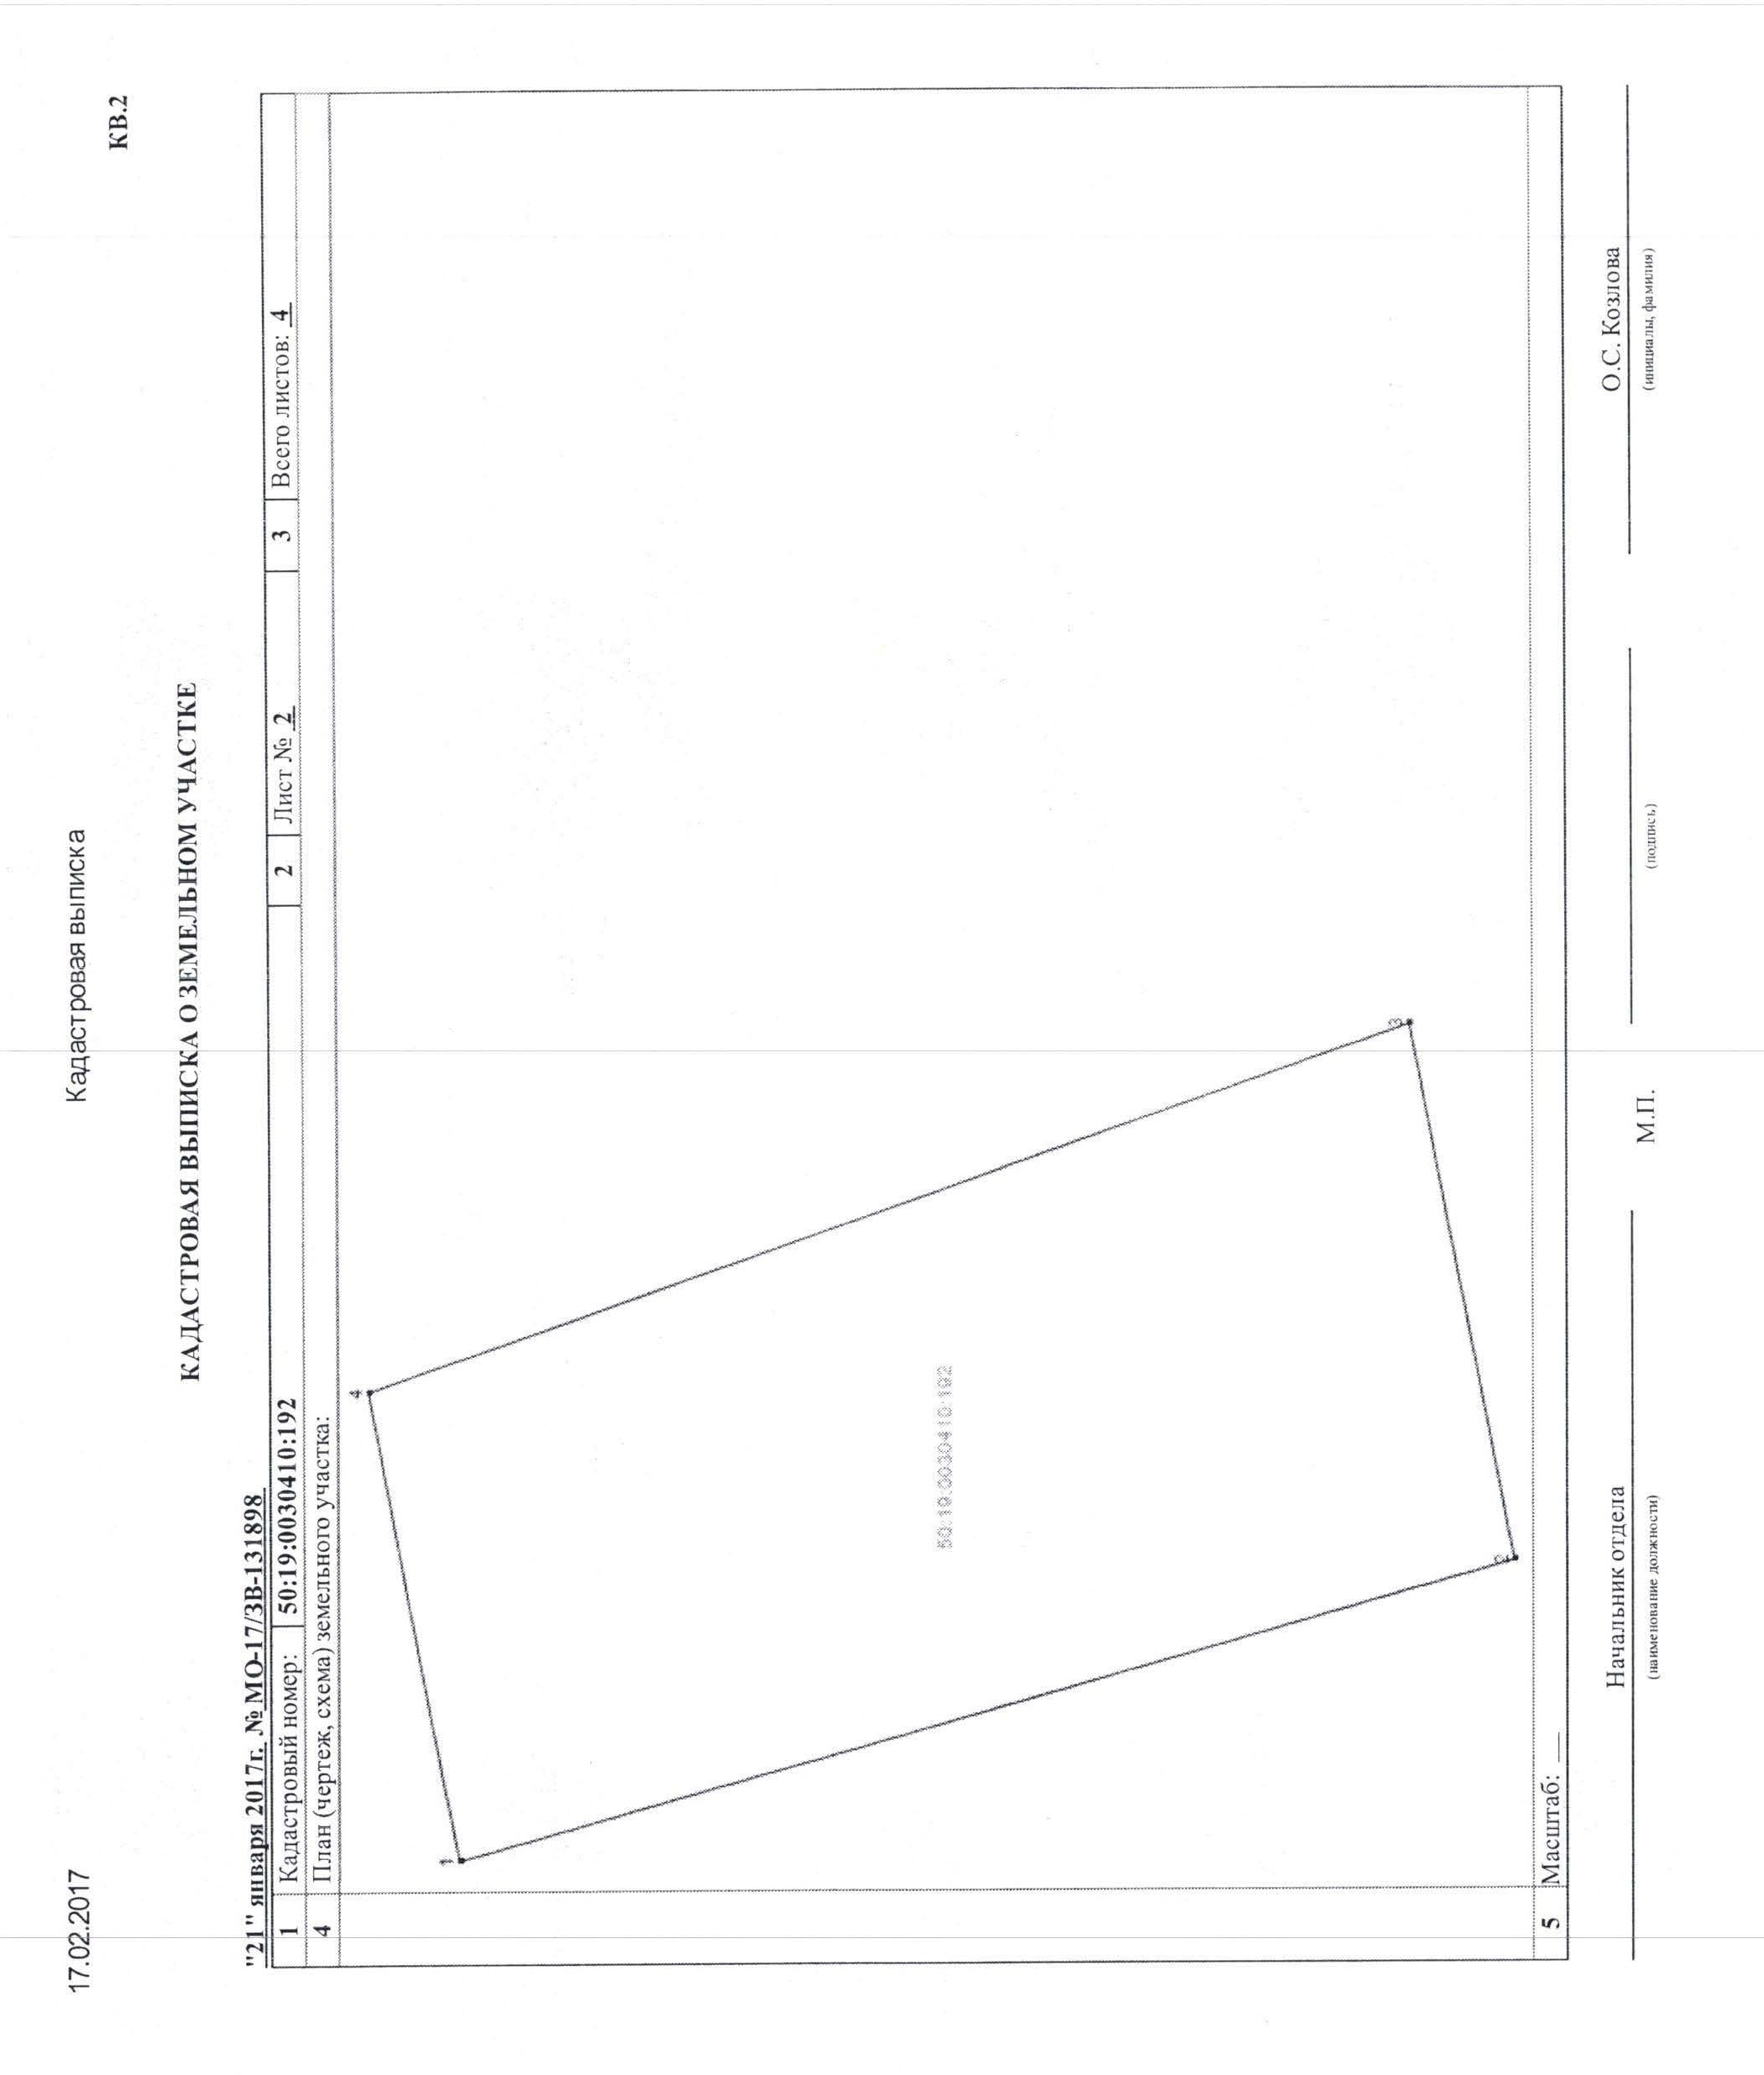 17.02.2017 Кадастровая выписка
КВ.2
КАДАСТРОВАЯ ВЫПИСКА О ЗЕМЕЛЬНОМ УЧАСТКЕ
"21" января 2017г. № МО-17/ЗВ-131898
1 Кадастровый номер: 50:19:0030410:192 2 Лист № 2 3 Всего листов: 4
4 План (чертеж, схема) земельного участка:
4
1
50:19:0030410:192
3
2
5 Масштаб: __
Начальник отдела О.С. Козлова
(наименование должности) М.П. (подпись) (инициалы, фамилия)